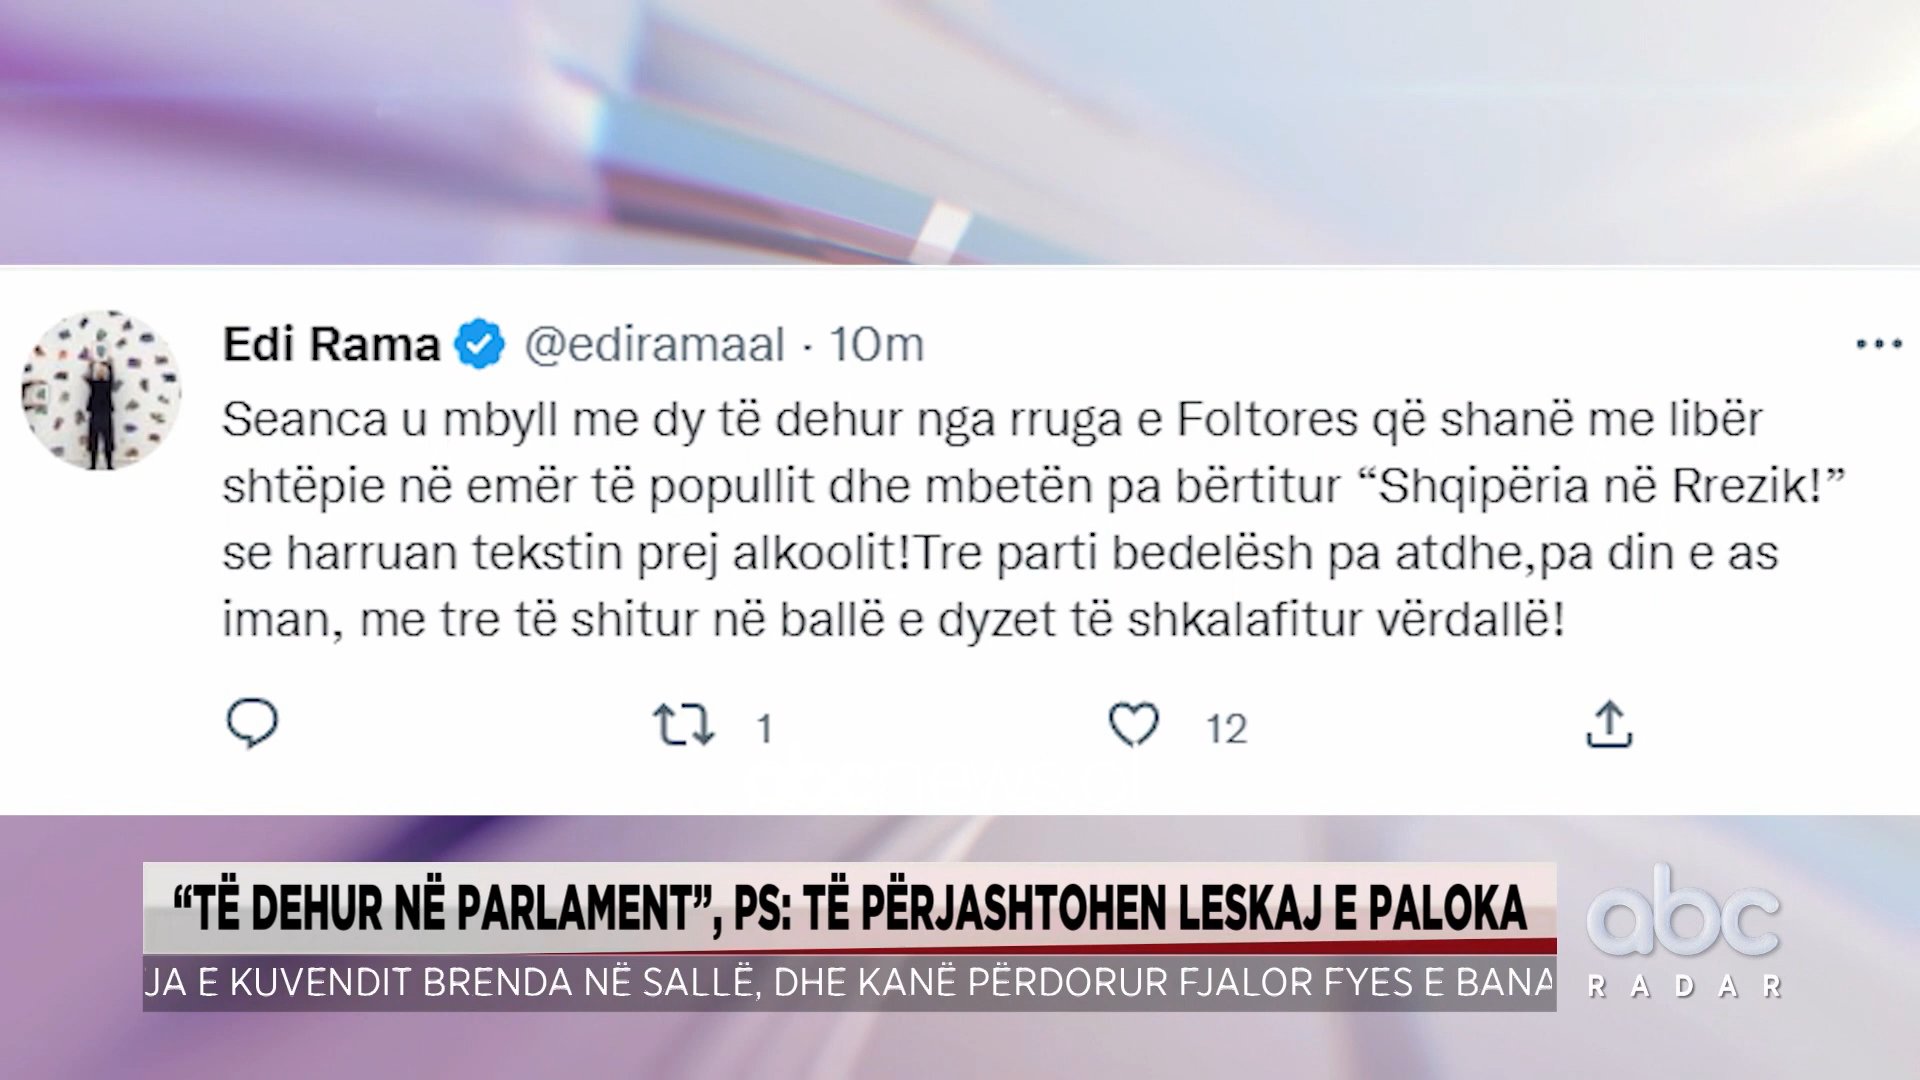 Edi Rama @ediramaal · 10m
Seanca u mbyll me dy të dehur nga rruga e Foltores që shanë me libër
shtëpie në emër të popullit dhe mbetën pa bërtitur “Shqipëria në Rrezik!”
se harruan tekstin prej alkoolit!Tre parti bedelësh pa atdhe,pa din e as
iman, me tre të shitur në ballë e dyzet të shkalafitur vërdallë!
1 12
“TË DEHUR NË PARLAMENT”, PS: TË PËRJASHTOHEN LESKAJ E PALOKA
JA E KUVENDIT BRENDA NË SALLË, DHE KANË PËRDORUR FJALOR FYES E BANA
abc
RADAR